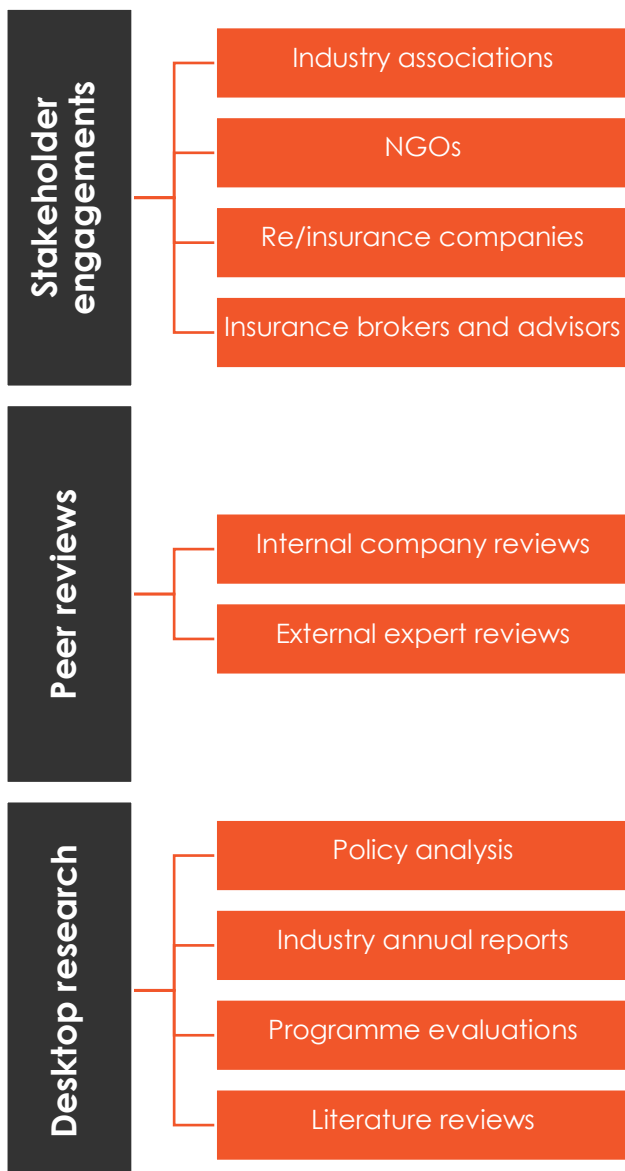 Stakeholder
engagements
Industry associations
NGOs
Re/insurance companies
Insurance brokers and advisors
Peer reviews
Internal company reviews
External expert reviews
Desktop research
Policy analysis
Industry annual reports
Programme evaluations
Literature reviews